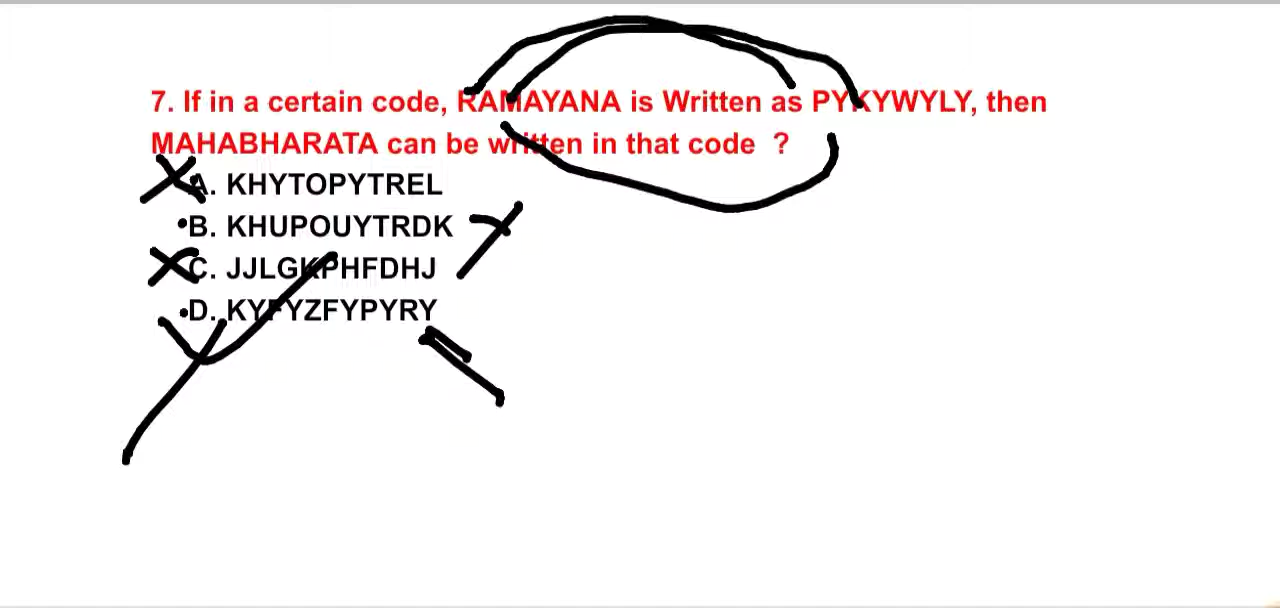 7. If in a certain code, RAMAYANA is Written as PYKYWYLY, then
MAHABHARATA can be written in that code ?
A. KHYTOPYTREL
•B. KHUPOUYTRDK
C. JJLGKPHFDHJ
•D. KYFYZFYPYRY